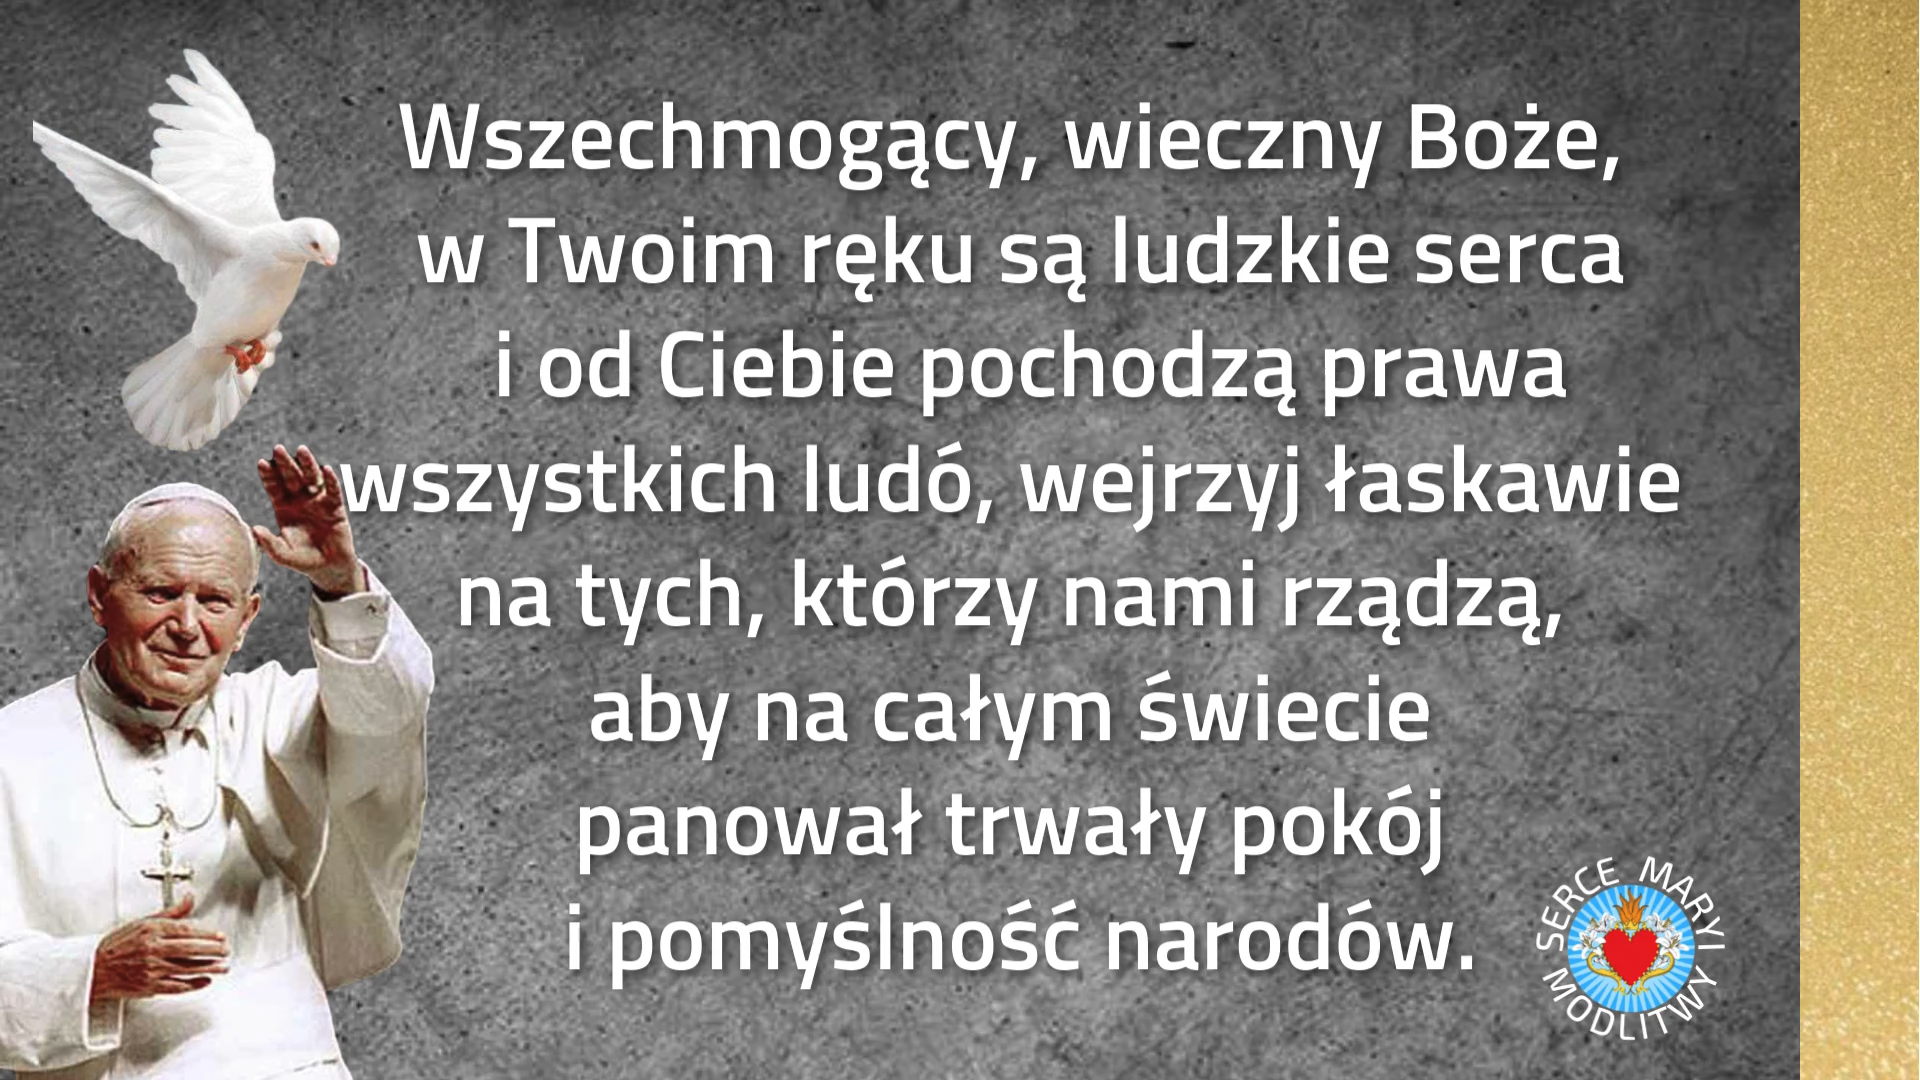 Wszechmogący, wieczny Boże,
w Twoim ręku są ludzkie serca
i od Ciebie pochodzą prawa
wszystkich ludó, wejrzyj łaskawie
na tych, którzy nami rządzą,
aby na całym świecie
panował trwały pokój
i pomyślność narodów.
SERCE MARYI
MODLITWY